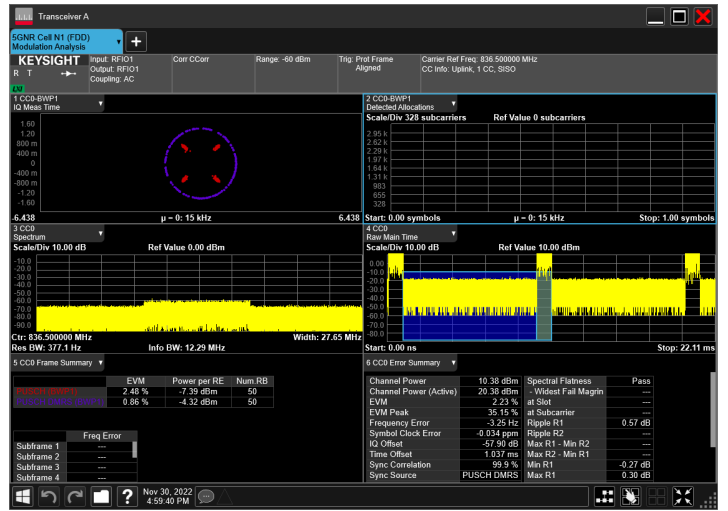 Transceiver A
5GNR Cell N1 (FDD)
Modulation Analysis
KEYSIGHT
R T
LXI
Input: RFIO1
Output: RFIO1
Coupling: AC
Corr CCorr
Range: -60 dBm
Trig: Prot Frame
Aligned
Carrier Ref Freq: 836.500000 MHz
CC Info: Uplink, 1 CC, SISO
1 CC0-BWP1
IQ Meas Time
1.60
1.20
800 m
400 m
0
-400 m
-800 m
-1.20
-1.60
-6.438
μ = 0: 15 kHz
6.438
2 CC0-BWP1
Detected Allocations
Scale/Div 328 subcarriers
Ref Value 0 subcarriers
2.95 k
2.62 k
2.29 k
1.97 k
1.64 k
1.31 k
983
655
328
Start: 0.00 symbols
μ = 0: 15 kHz
Stop: 1.00 symbols
3 CC0
Spectrum
Scale/Div 10.00 dB
Ref Value 0.00 dBm
-10.0
-20.0
-30.0
-40.0
-50.0
-60.0
-70.0
-80.0
-90.0
Ctr: 836.500000 MHz
Width: 27.65 MHz
Res BW: 377.1 Hz
Info BW: 12.29 MHz
4 CC0
Raw Main Time
Scale/Div 10.00 dB
Ref Value 10.00 dBm
0.00
-10.0
-20.0
-30.0
-40.0
-50.0
-60.0
-70.0
-80.0
Start: 0.00 ns
Stop: 22.11 ms
5 CC0 Frame Summary
EVM Power per RE Num.RB
PUSCH (BWP1) 2.48 % -7.39 dBm 50
0.86 % -4.32 dBm 50
Freq Error
Subframe 1 ---
Subframe 2 ---
Subframe 3 ---
Subframe 4 ---
6 CC0 Error Summary
Channel Power 10.38 dBm Spectral Flatness Pass
Channel Power (Active) 20.38 dBm - Widest Fail Magrin ---
EVM 2.23 % at Slot ---
EVM Peak 35.15 % at Subcarrier ---
Frequency Error -3.25 Hz Ripple R1 0.57 dB
Symbol Clock Error -0.034 ppm Ripple R2 ---
IQ Offset -57.90 dB Max R1 - Min R2 ---
Time Offset 1.037 ms Max R2 - Min R1 ---
Sync Correlation 99.9 % Min R1 -0.27 dB
Sync Source PUSCH DMRS Max R1 0.30 dB
?
Nov 30, 2022
4:59:40 PM